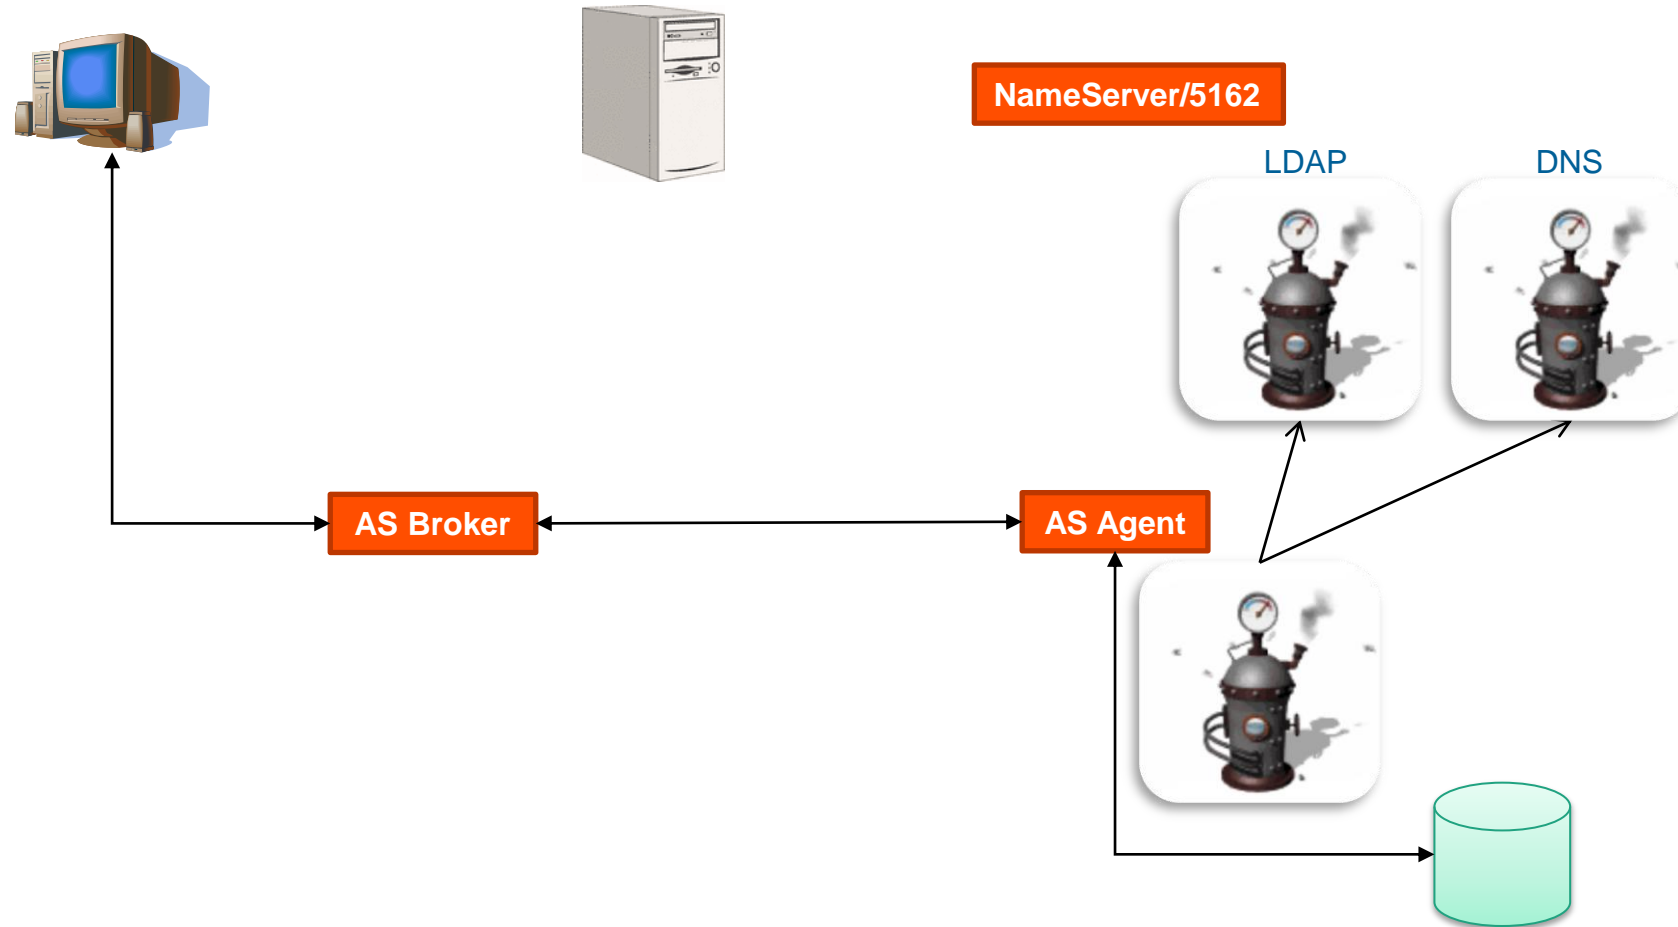 NameServer/5162
LDAP
DNS
AS Broker
AS Agent